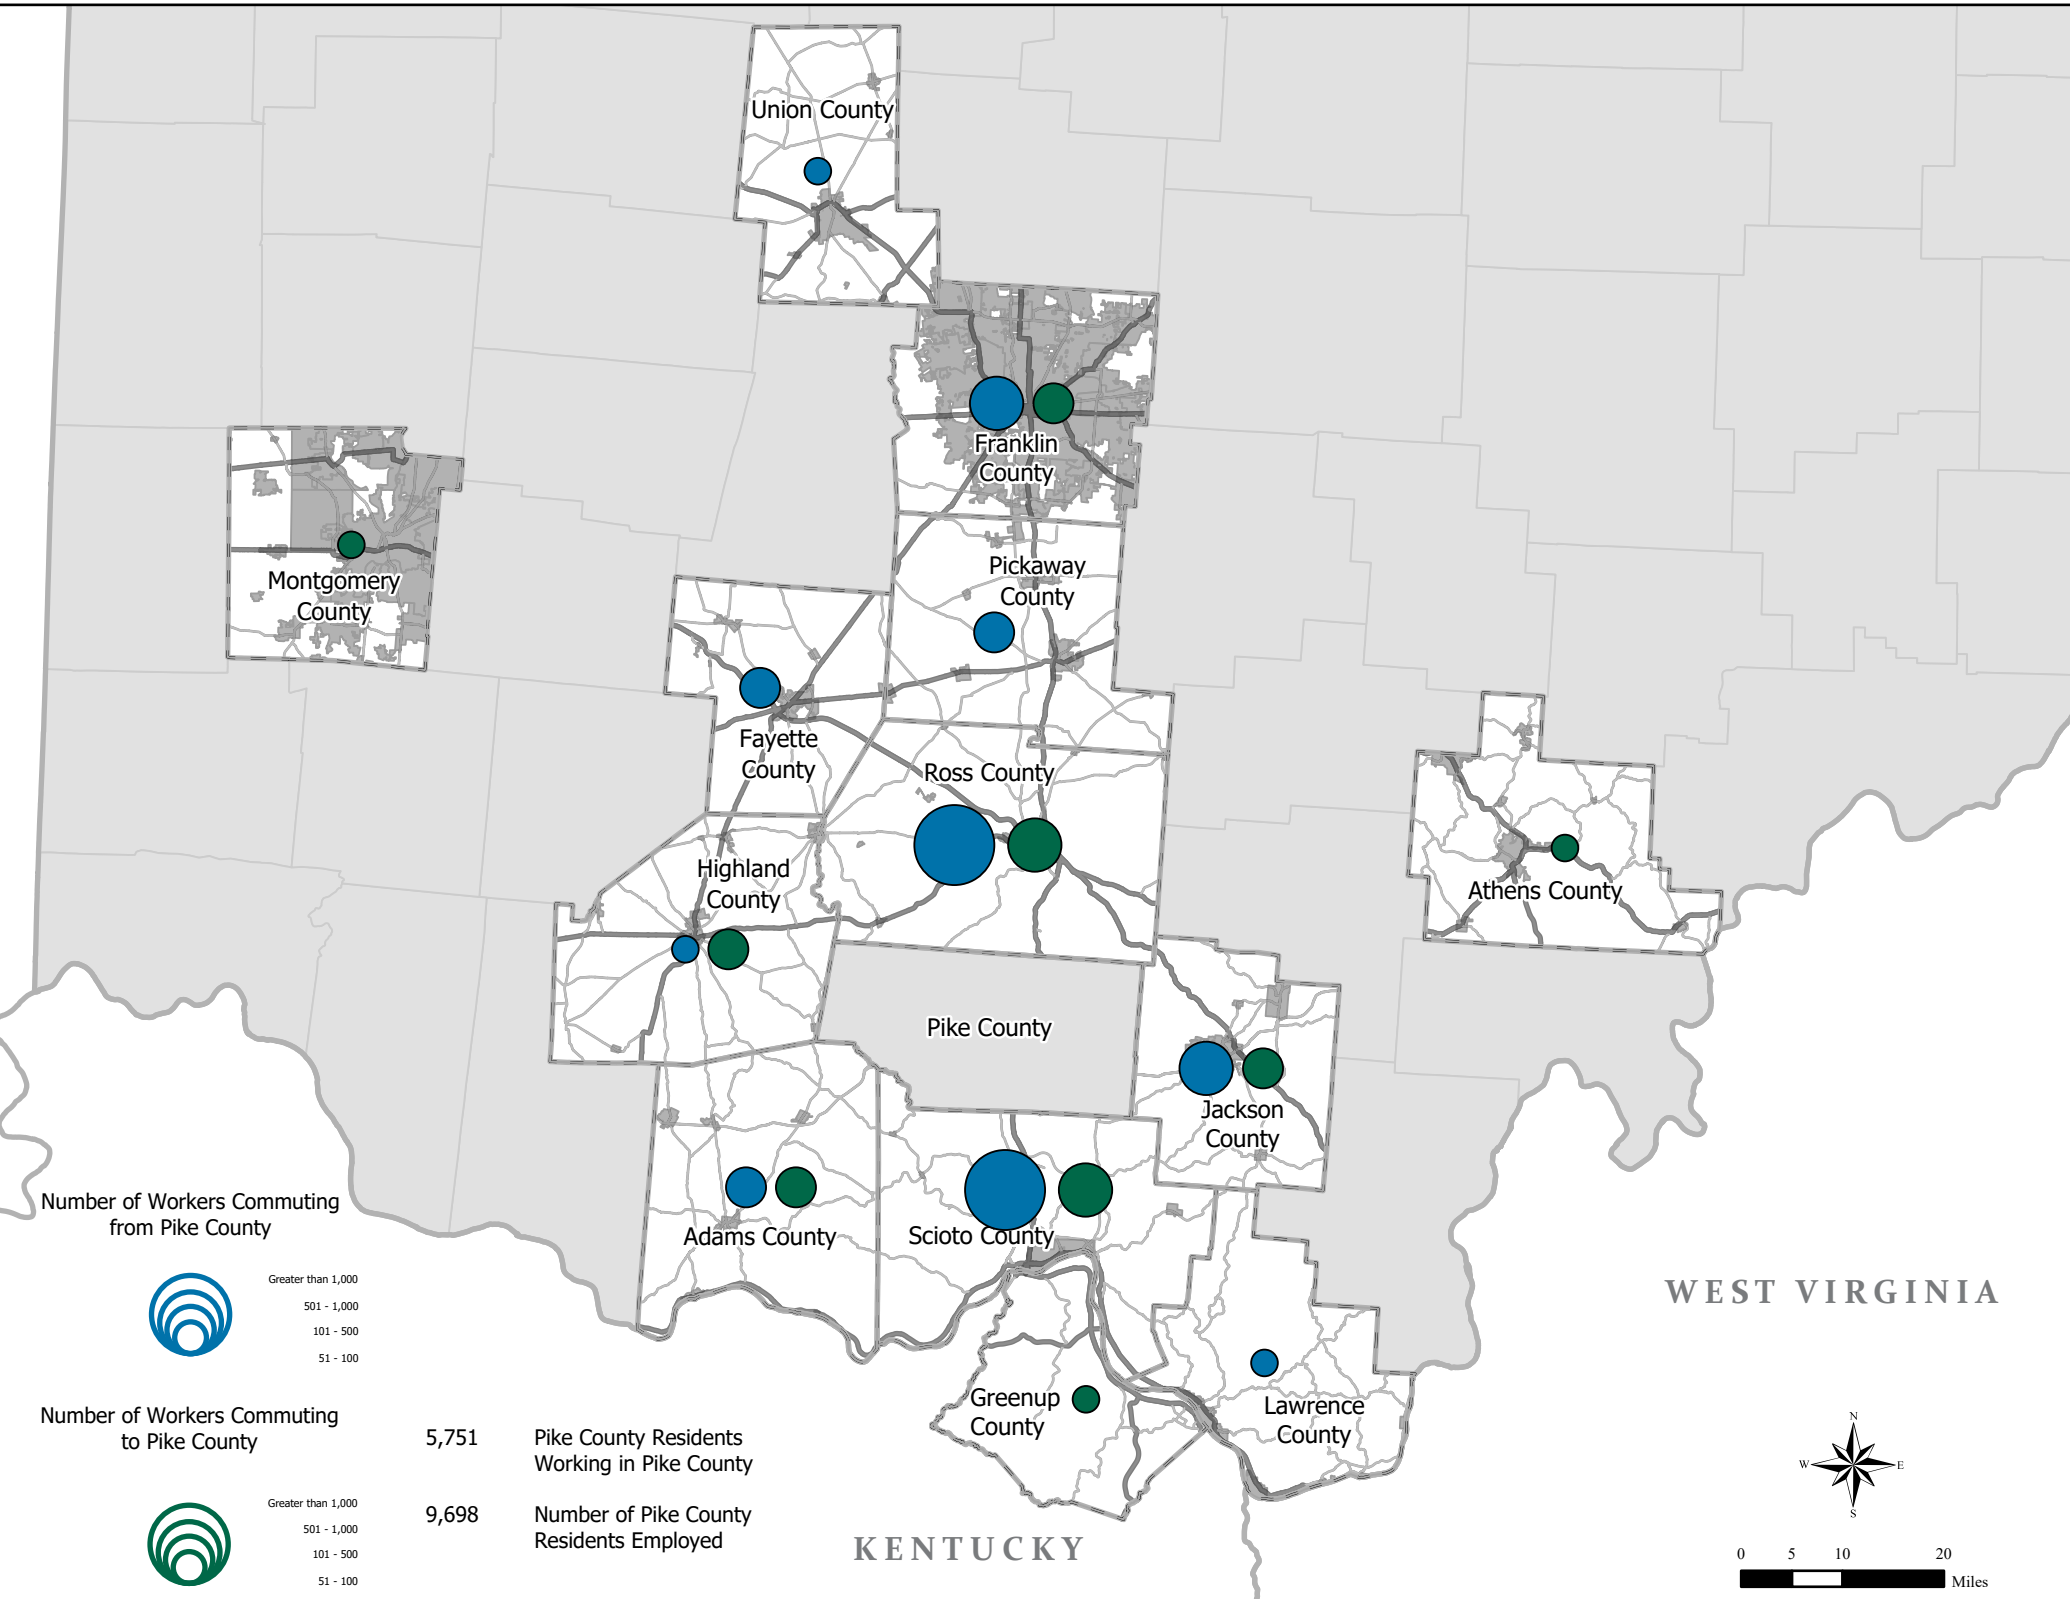 Union County
Franklin
County
Montgomery
County
Pickaway
County
Fayette
County
Ross County
Highland
County
Athens County
Pike County
Jackson
County
Adams County
Scioto County
Greenup
County
Lawrence
County
WEST VIRGINIA
KENTUCKY
Number of Workers Commuting
from Pike County
Greater than 1,000
501 - 1,000
101 - 500
51 - 100
Number of Workers Commuting
to Pike County
Greater than 1,000
501 - 1,000
101 - 500
51 - 100
5,751 Pike County Residents
Working in Pike County
9,698 Number of Pike County
Residents Employed
N
W E
S
0 5 10 20
Miles